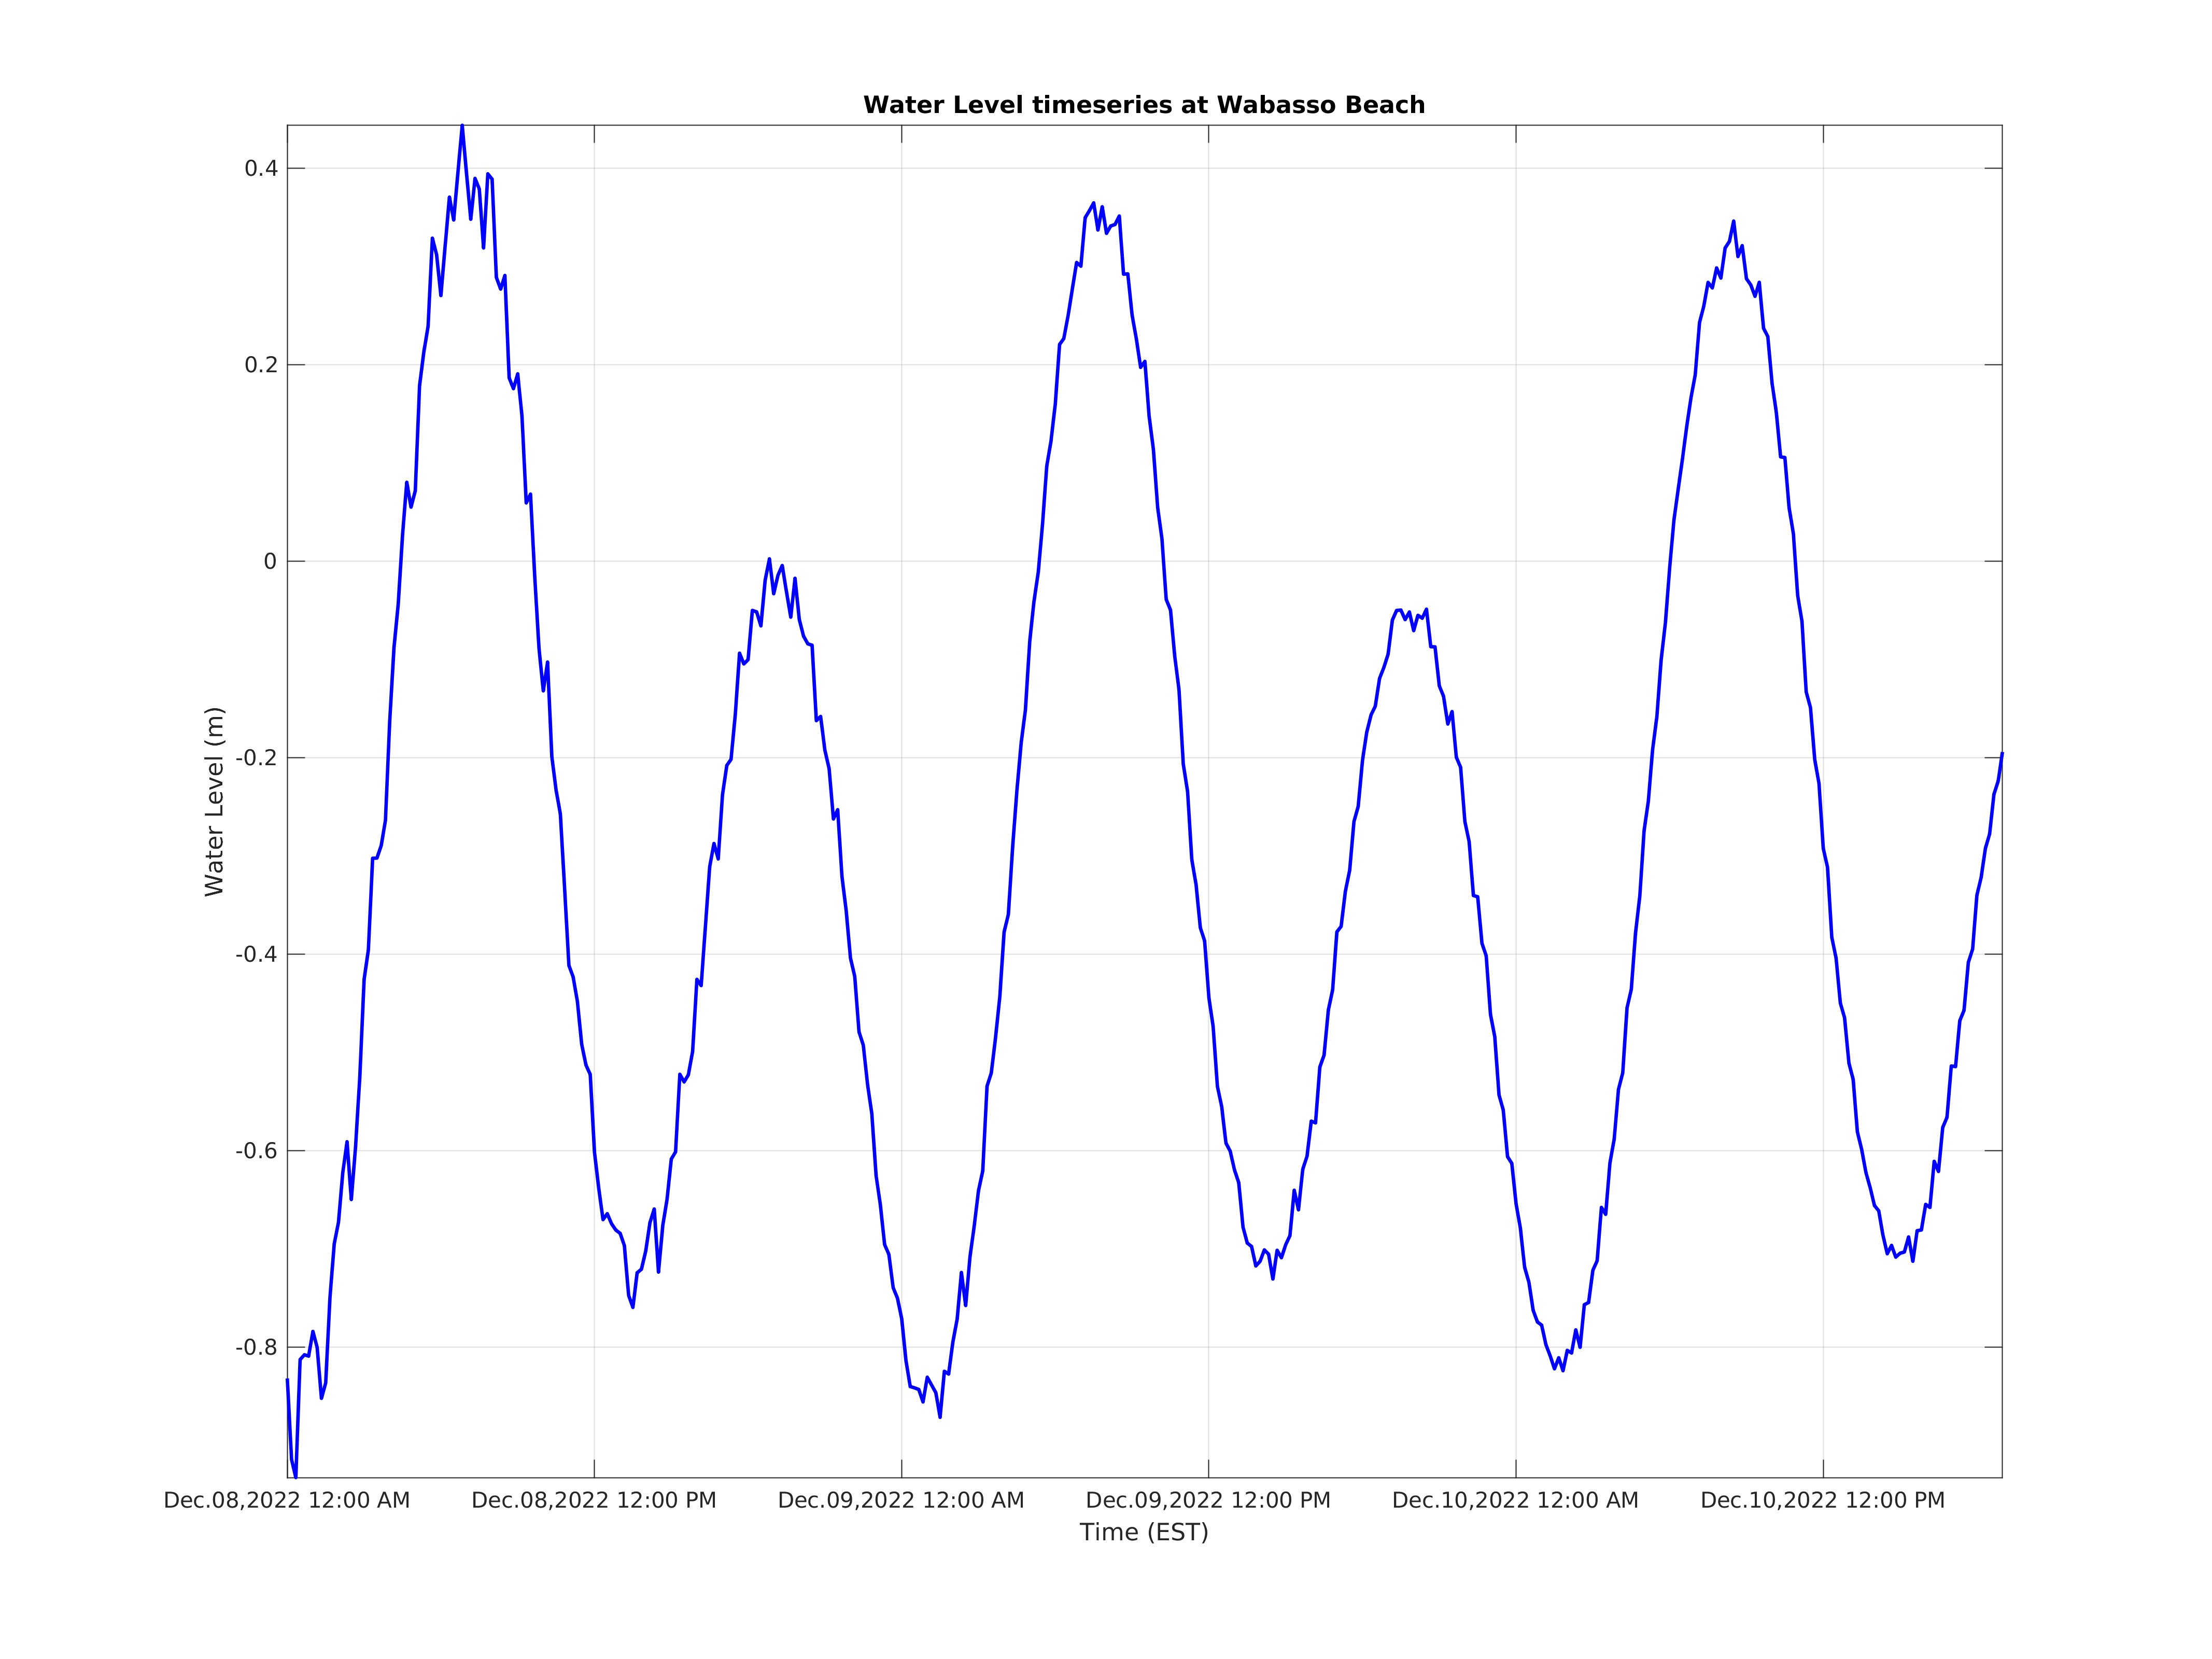 Water Level timeseries at Wabasso Beach
0.4
0.2
0
-0.2
-0.4
-0.6
-0.8
Water Level (m)
Dec.08,2022 12:00 AM Dec.08,2022 12:00 PM Dec.09,2022 12:00 AM Dec.09,2022 12:00 PM Dec.10,2022 12:00 AM Dec.10,2022 12:00 PM
Time (EST)